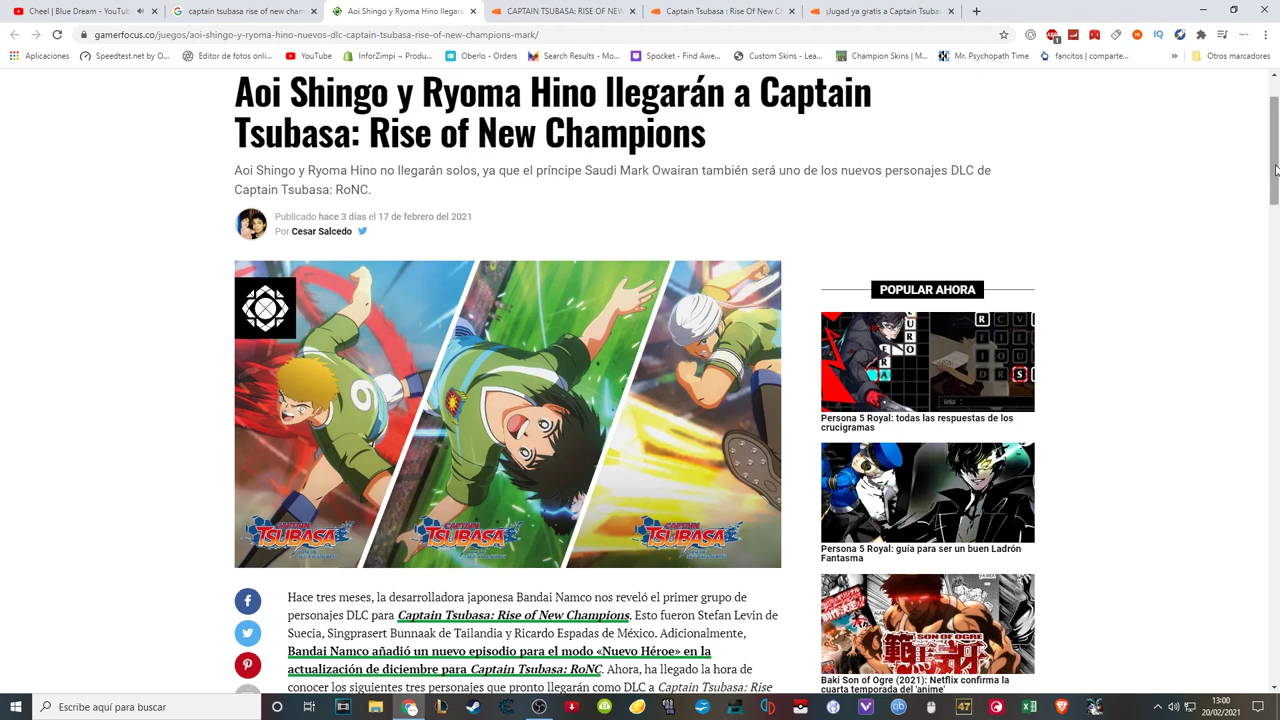 Cheel | Blue Dream - YouTub
captain tsubasa rise of new cha
Aoi Shingo y Ryoma Hino llegará
CAPTAIN TSUBASA: RISE OF NEW
Captain Tsubasa : Rise Of New Ch
¡Jugad ya gratis a Captain Tsubas
gamerfocus.co/juegos/aoi-shingo-y-ryoma-hino-nuevos-dlc-captain-tsubasa-rise-of-new-champions-mark/
Aplicaciones
Speedtest.net by O...
Editor de fotos onli...
YouTube
InforZimpi ~ Produ...
Oberlo - Orders
Search Results - Mo...
Spocket - Find Awe...
Custom Skins - Lea...
Champion Skins | M...
Mr. Psychopath Time
fancitos | comparte...
»
Otros marcadores
Aoi Shingo y Ryoma Hino llegarán a Captain
Tsubasa: Rise of New Champions
Aoi Shingo y Ryoma Hino no llegarán solos, ya que el príncipe Saudi Mark Owairan también será uno de los nuevos personajes DLC de
Captain Tsubasa: RoNC.
Publicado hace 3 días el 17 de febrero del 2021
Por Cesar Salcedo
CAPTAIN TSUBASA
CAPTAIN TSUBASA
CAPTAIN TSUBASA
POPULAR AHORA
Persona 5 Royal: todas las respuestas de los
crucigramas
Persona 5 Royal: guía para ser un buen Ladrón
Fantasma
SON OF OGRE
Baki Son of Ogre (2021): Netflix confirma la
cuarta temporada del 'anime'
Hace tres meses, la desarrolladora japonesa Bandai Namco nos reveló el primer grupo de
personajes DLC para Captain Tsubasa: Rise of New Champions. Esto fueron Stefan Levin de
Suecia, Singprasert Bunnaak de Tailandia y Ricardo Espadas de México. Adicionalmente,
Bandai Namco añadió un nuevo episodio para el modo «Nuevo Héroe» en la
actualización de diciembre para Captain Tsubasa: RoNC. Ahora, ha llegado la hora de
conocer los siguientes tres personajes que pronto llegarán como DLC a Captain Tsubasa: Rise
Escribe aquí para buscar
13:00
20/02/2021